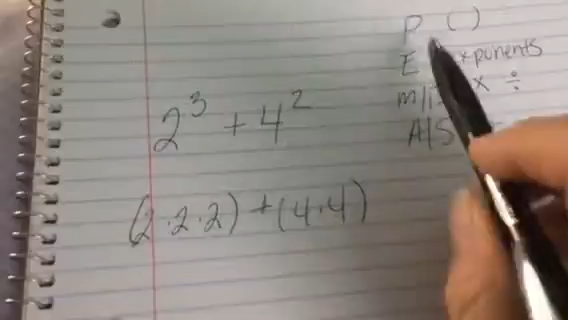 P ( )
E xponents
m/ x ÷
A/S
2³ + 4²
(2·2·2) + (4·4)